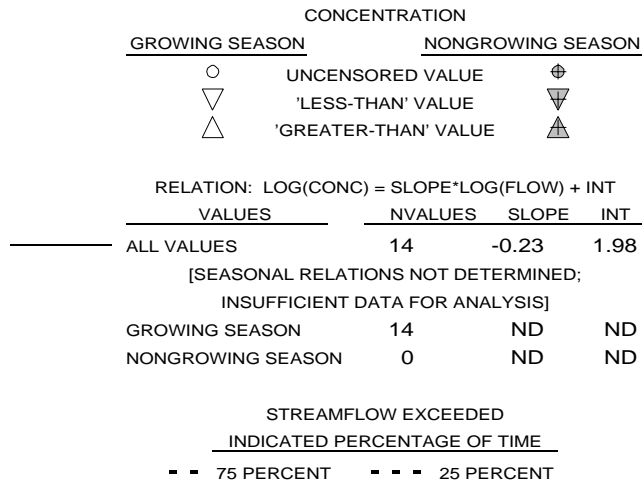 CONCENTRATION
GROWING SEASON NONGROWING SEASON
UNCENSORED VALUE
'LESS-THAN' VALUE
'GREATER-THAN' VALUE
RELATION: LOG(CONC) = SLOPE*LOG(FLOW) + INT
VALUES NVALUES SLOPE INT
ALL VALUES 14 -0.23 1.98
[SEASONAL RELATIONS NOT DETERMINED;
INSUFFICIENT DATA FOR ANALYSIS]
GROWING SEASON 14 ND ND
NONGROWING SEASON 0 ND ND
STREAMFLOW EXCEEDED
INDICATED PERCENTAGE OF TIME
75 PERCENT 25 PERCENT